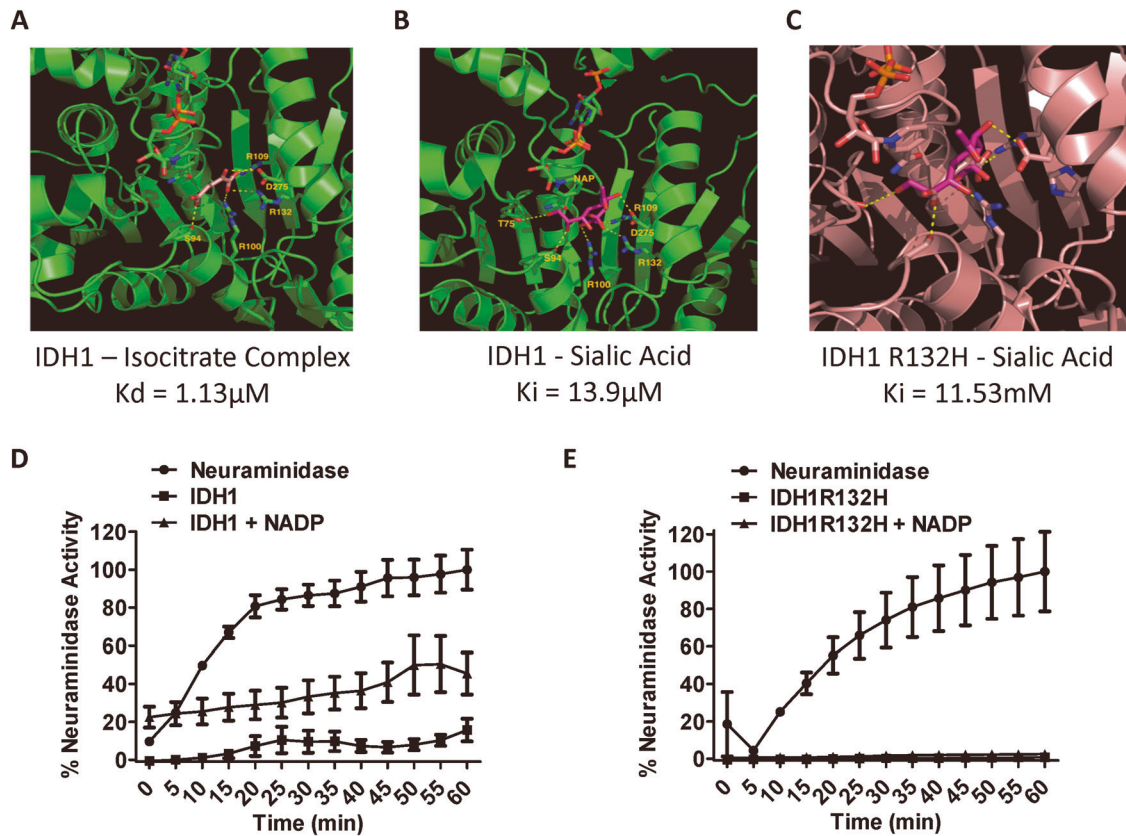 A
B
C
R109
D275
R132
S94
R100
NAP
T75
R109
D275
S94
R132
R100
IDH1 – Isocitrate Complex
Kd = 1.13µM
IDH1 - Sialic Acid
Ki = 13.9µM
IDH1 R132H - Sialic Acid
Ki = 11.53mM
D
Neuraminidase
IDH1
IDH1 + NADP
% Neuraminidase Activity
120
100
80
60
40
20
0
0 5 10 15 20 25 30 35 40 45 50 55 60
Time (min)
E
Neuraminidase
IDH1R132H
IDH1R132H + NADP
% Neuraminidase Activity
120
100
80
60
40
20
0
0 5 10 15 20 25 30 35 40 45 50 55 60
Time (min)